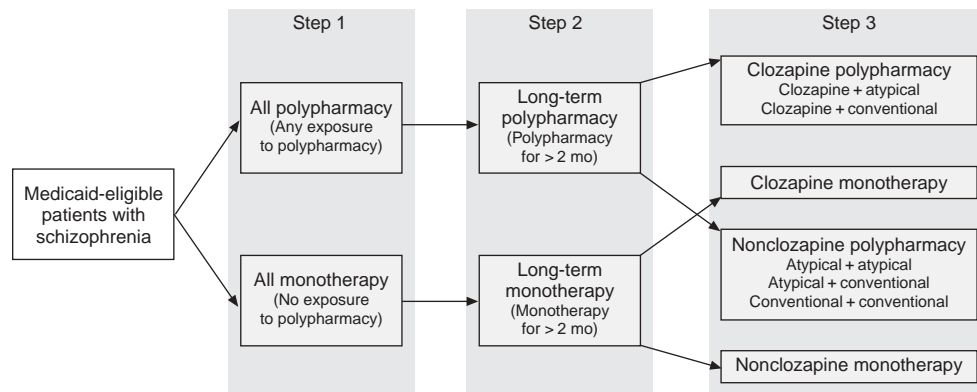 Step 1
Step 2
Step 3
Medicaid-eligible
patients with
schizophrenia
All polypharmacy
(Any exposure
to polypharmacy)
All monotherapy
(No exposure
to polypharmacy)
Long-term
polypharmacy
(Polypharmacy
for > 2 mo)
Long-term
monotherapy
(Monotherapy
for > 2 mo)
Clozapine polypharmacy
Clozapine + atypical
Clozapine + conventional
Clozapine monotherapy
Nonclozapine polypharmacy
Atypical + atypical
Atypical + conventional
Conventional + conventional
Nonclozapine monotherapy